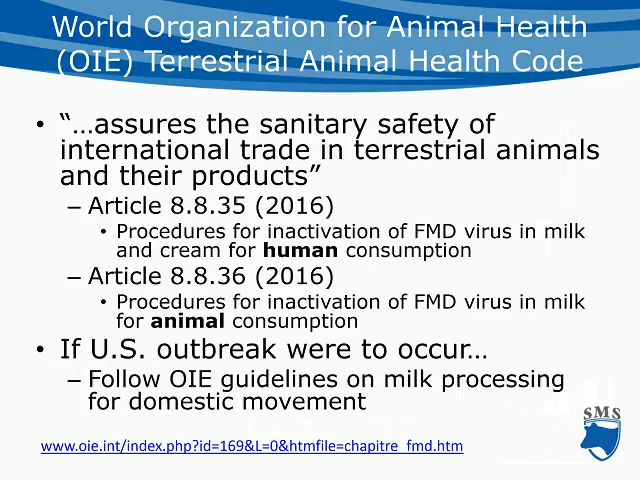 World Organization for Animal Health
(OIE) Terrestrial Animal Health Code
• “…assures the sanitary safety of
international trade in terrestrial animals
and their products”
– Article 8.8.35 (2016)
• Procedures for inactivation of FMD virus in milk
and cream for human consumption
– Article 8.8.36 (2016)
• Procedures for inactivation of FMD virus in milk
for animal consumption
• If U.S. outbreak were to occur…
– Follow OIE guidelines on milk processing
for domestic movement
SMS
www.oie.int/index.php?id=169&L=0&htmfile=chapitre_fmd.htm